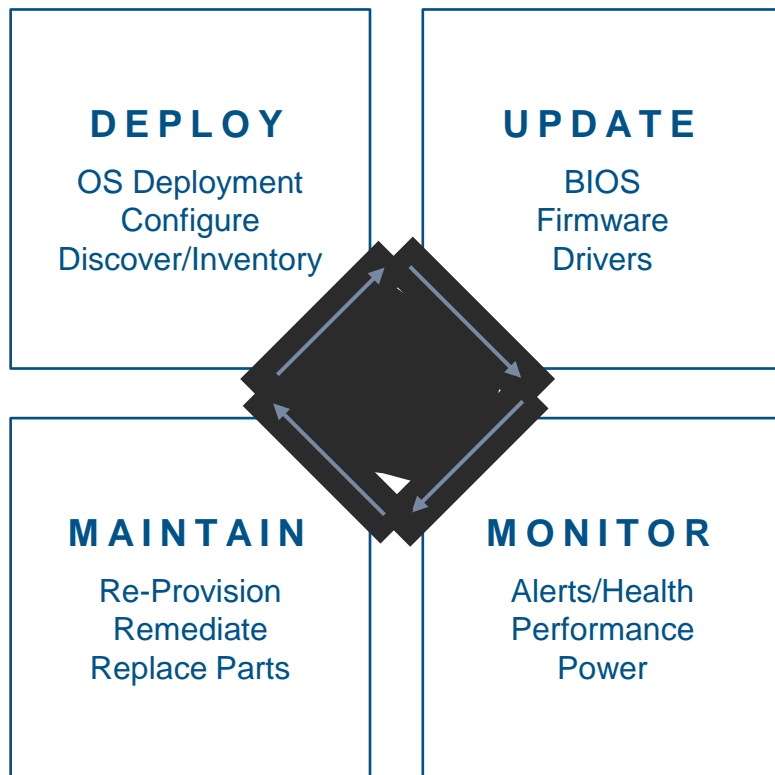 DEPLOY
OS Deployment
Configure
Discover/Inventory
UPDATE
BIOS
Firmware
Drivers
MAINTAIN
Re-Provision
Remediate
Replace Parts
MONITOR
Alerts/Health
Performance
Power